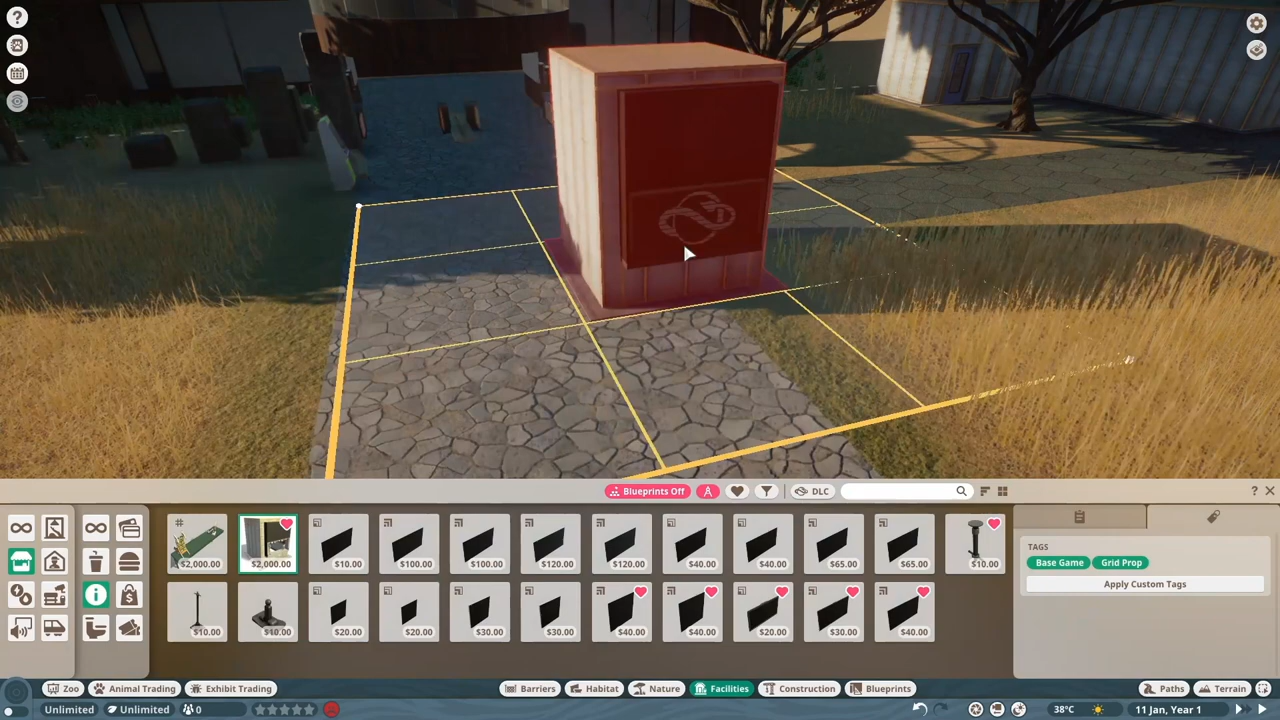 Blueprints Off
DLC
?
$2,000.00 $2,000.00 $10.00 $100.00 $100.00 $120.00 $120.00 $40.00 $40.00 $65.00 $65.00 $10.00
$10.00 $10.00 $20.00 $20.00 $30.00 $30.00 $40.00 $40.00 $20.00 $30.00 $40.00
TAGS
Base Game Grid Prop
Apply Custom Tags
Zoo Animal Trading Exhibit Trading Barriers Habitat Nature Facilities Construction Blueprints Paths Terrain
Unlimited Unlimited 0 38°C 11 Jan, Year 1